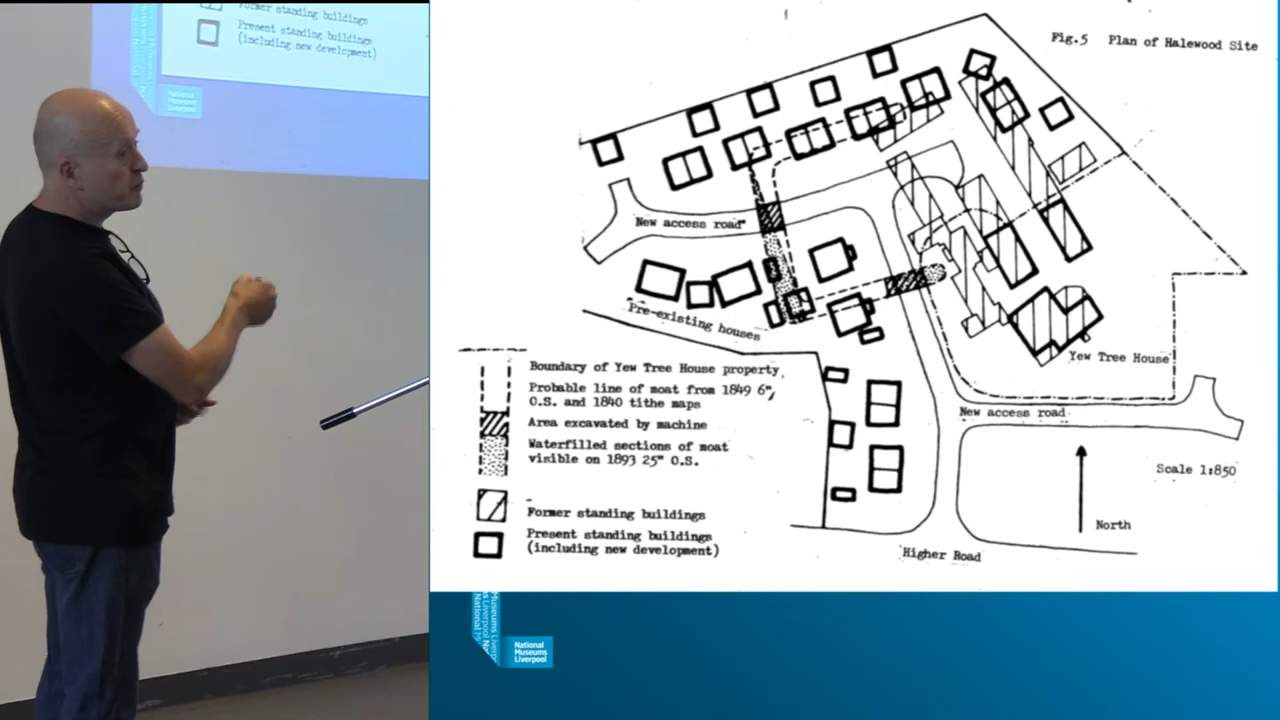 Former standing buildings
Present standing buildings
(including new development)
National
Museums
Liverpool
Fig.5 Plan of Halewood Site
New access road
Pre-existing houses
Yew Tree House
New access road
Scale 1:850
North
Higher Road
Boundary of Yew Tree House property
Probable line of moat from 1849 6",
O.S. and 1840 tithe maps
Area excavated by machine
Waterfilled sections of moat
visible on 1893 25" O.S.
Former standing buildings
Present standing buildings
(including new development)
National
Museums
Liverpool